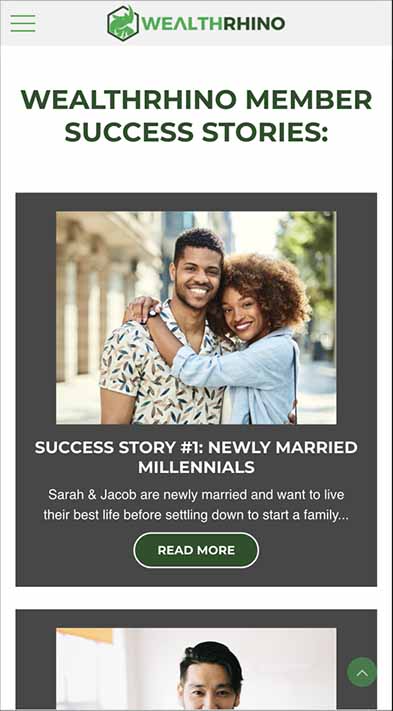 WEALTHRHINO
WEALTHRHINO MEMBER
SUCCESS STORIES:
SUCCESS STORY #1: NEWLY MARRIED
MILLENNIALS
Sarah & Jacob are newly married and want to live
their best life before settling down to start a family...
READ MORE